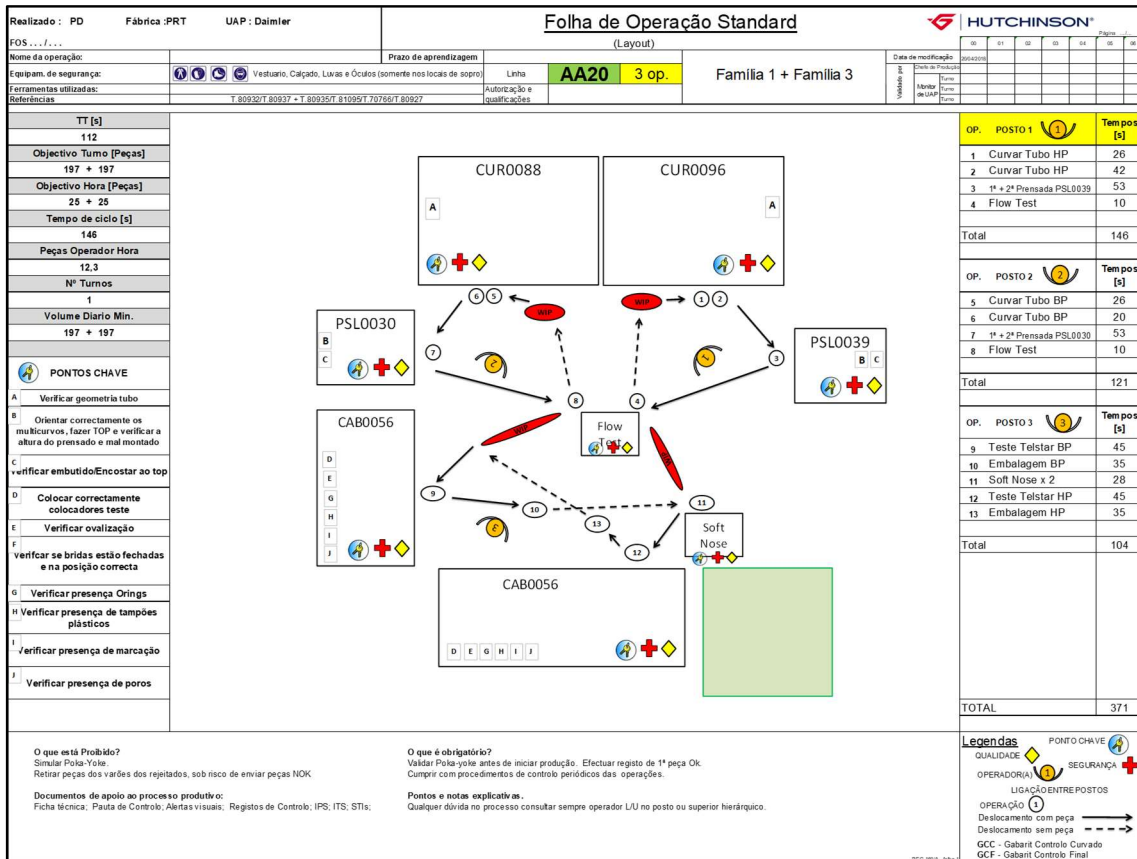 Realizado : PD Fábrica :PRT UAP : Daimler
Folha de Operação Standard
HUTCHINSON®
FOS . . . / . . .
(Layout)
Página: .../...
00 01 02 03 04 05 06
Nome da operação:
Prazo de aprendizagem
Data de modificação
20/04/2018
Equipam. de segurança:
Vestuario, Calçado, Luvas e Óculos (somente nos locais de sopro)
Linha
AA20
3 op.
Família 1 + Família 3
Validado por
Chefe de Produção
Monitor de UAP
Turno
Turno
Turno
Ferramentas utilizadas:
Autorização e qualificações
Referências
T.80932/T.80937 + T.80935/T.81095/T.70766/T.80927
TT [s]
112
Objectivo Turno [Peças]
197 + 197
Objectivo Hora [Peças]
25 + 25
Tempo de ciclo [s]
146
Peças Operador Hora
12,3
Nº Turnos
1
Volume Diario Min.
197 + 197
PONTOS CHAVE
A Verificar geometria tubo
B Orientar correctamente os
multicurvos, fazer TOP e verificar a
altura do prensado e mal montado
C
Verificar embutido/Encostar ao top
D Colocar correctamente
colocadores teste
E Verificar ovalização
F
Verifcar se bridas estão fechadas
e na posição correcta
G Verificar presença Orings
H Verificar presença de tampões
plásticos
I
Verificar presença de marcação
J
Verificar presença de poros
CUR0088
A
CUR0096
A
6 5
WIP
WIP
1 2
PSL0030
B
C
7
2
1
3
PSL0039
B C
8
4
CAB0056
D
E
G
H
I
J
WIP
Flow
Test
WIP
9
10
3
13
11
12
Soft
Nose
CAB0056
D E G H I J
OP. POSTO 1 1 Tempos
[s]
1 Curvar Tubo HP 26
2 Curvar Tubo HP 42
3 1ª + 2ª Prensada PSL0039 53
4 Flow Test 10
Total 146
OP. POSTO 2 2 Tempos
[s]
5 Curvar Tubo BP 26
6 Curvar Tubo BP 20
7 1ª + 2ª Prensada PSL0030 53
8 Flow Test 10
Total 121
OP. POSTO 3 3 Tempos
[s]
9 Teste Telstar BP 45
10 Embalagem BP 35
11 Soft Nose x 2 28
12 Teste Telstar HP 45
13 Embalagem HP 35
Total 104
TOTAL 371
O que está Proibido?
Simular Poka-Yoke.
Retirar peças dos varões dos rejeitados, sob risco de enviar peças NOK
Documentos de apoio ao processo produtivo:
Ficha técnica; Pauta de Controlo; Alertas visuais; Registos de Controlo; IPS; ITS; STIs;
O que é obrigatório?
Validar Poka-yoke antes de iniciar produção. Efectuar registo de 1ª peça Ok.
Cumprir com procedimentos de controlo periódicos das operações.
Pontos e notas explicativas.
Qualquer dúvida no processo consultar sempre operador L/U no posto ou superior hierárquico.
Legendas
PONTO CHAVE
QUALIDADE
SEGURANÇA
OPERADOR(A) 1
LIGAÇÃO ENTRE POSTOS
OPERAÇÃO 1
Deslocamento com peça
Deslocamento sem peça
GCC - Gabarit Controlo Curvado
GCF - Gabarit Controlo Final